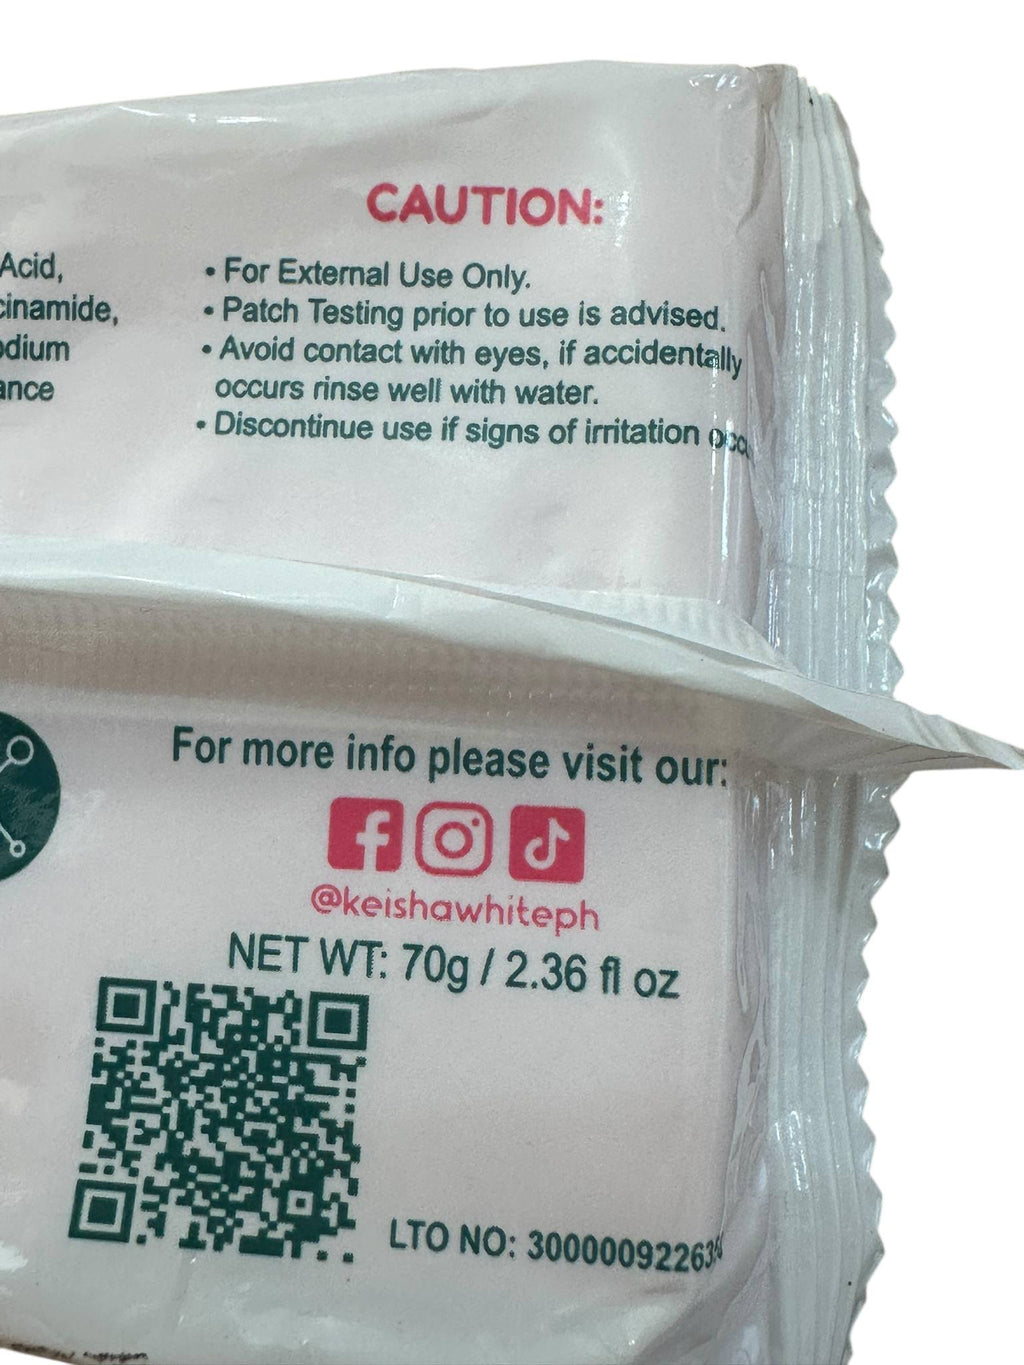 Acid,
cinamide,
odium
ance
CAUTION:
• For External Use Only.
• Patch Testing prior to use is advised.
• Avoid contact with eyes, if accidentally
occurs rinse well with water.
• Discontinue use if signs of irritation
For more info please visit our:
@keishawhiteph
NET WT: 70g / 2.36 fl oz
LTO NO: